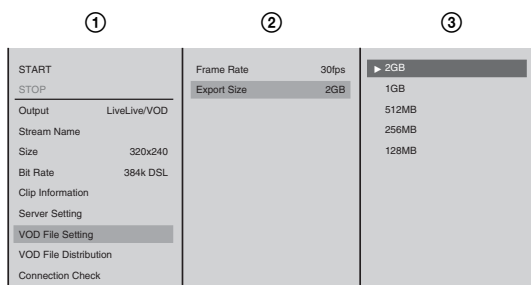 ① ② ③
START
STOP
Output LiveLive/VOD
Stream Name
Size 320x240
Bit Rate 384k DSL
Clip Information
Server Setting
VOD File Setting
VOD File Distribution
Connection Check
Frame Rate 30fps
Export Size 2GB
▶ 2GB
1GB
512MB
256MB
128MB